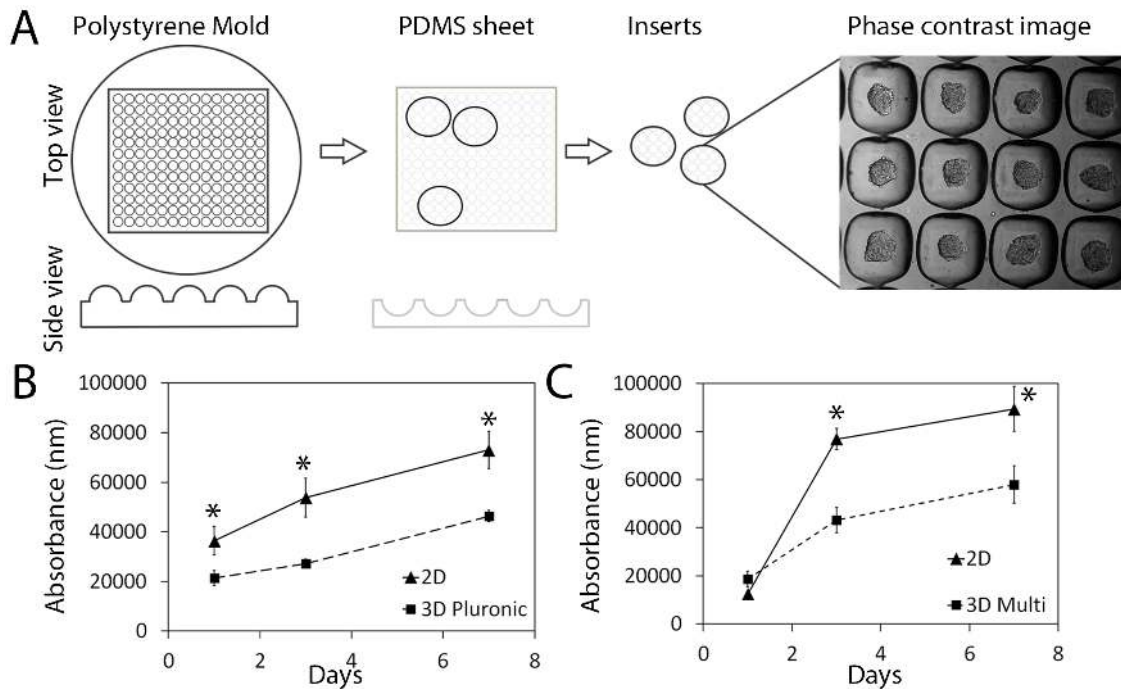 A
Polystyrene Mold
PDMS sheet
Inserts
Phase contrast image
Top view
Side view
B
Absorbance (nm)
100000
80000
60000
40000
20000
0
*
*
*
2D
3D Pluronic
0 2 4 6 8
Days
C
Absorbance (nm)
100000
80000
60000
40000
20000
0
*
*
2D
3D Multi
0 2 4 6 8
Days